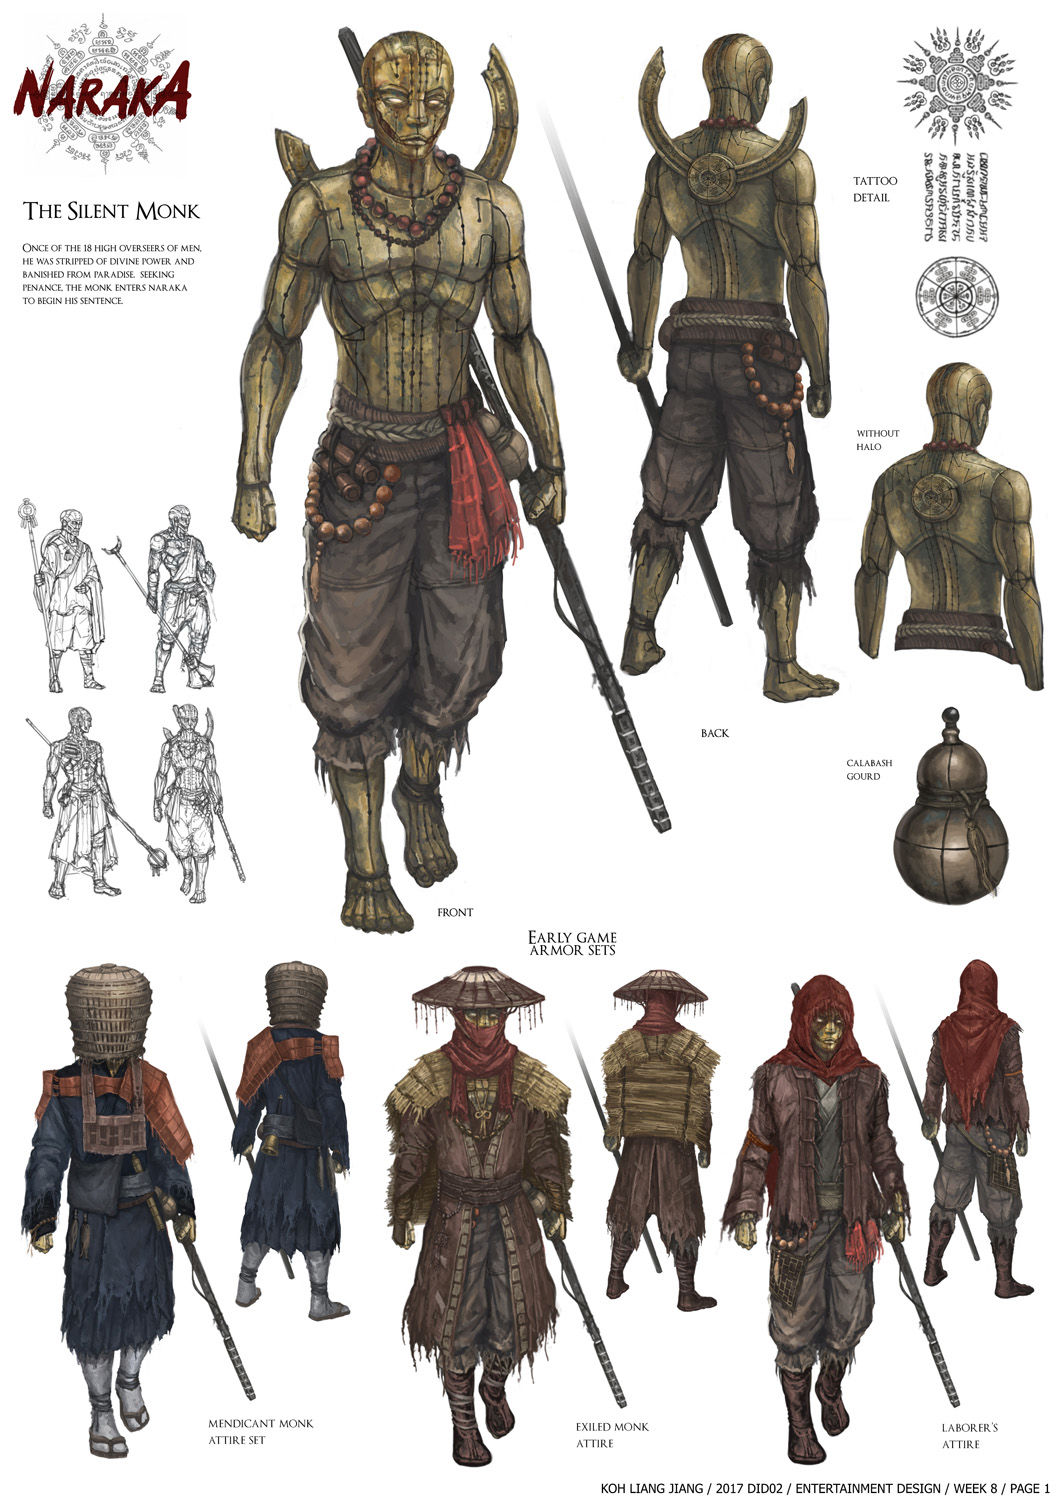 NARAKA
THE SILENT MONK
ONCE OF THE 18 HIGH OVERSEERS OF MEN,
HE WAS STRIPPED OF DIVINE POWER AND
BANISHED FROM PARADISE. SEEKING
PENANCE, THE MONK ENTERS NARAKA
TO BEGIN HIS SENTENCE.
TATTOO
DETAIL
WITHOUT
HALO
BACK
CALABASH
GOURD
FRONT
EARLY GAME
ARMOR SETS
MENDICANT MONK
ATTIRE SET
EXILED MONK
ATTIRE
LABORER'S
ATTIRE
KOH LIANG JIANG / 2017 DID02 / ENTERTAINMENT DESIGN / WEEK 8 / PAGE 1